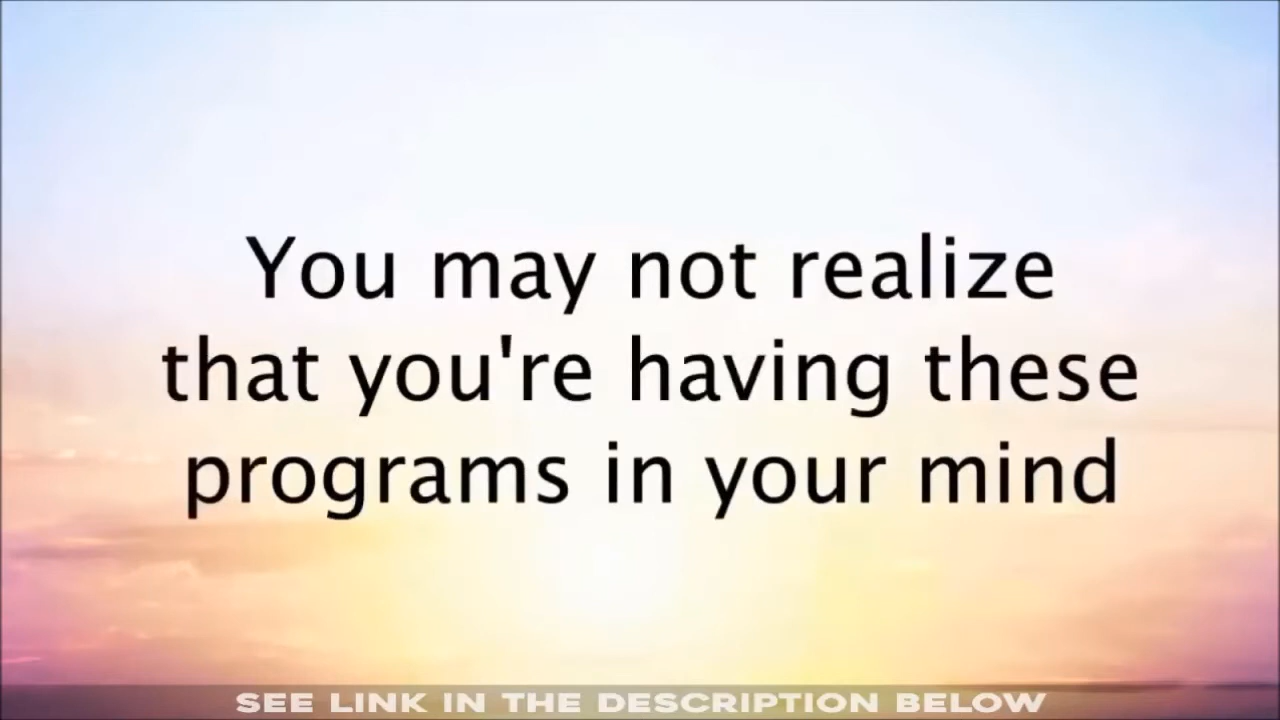 You may not realize
that you're having these
programs in your mind
SEE LINK IN THE DESCRIPTION BELOW